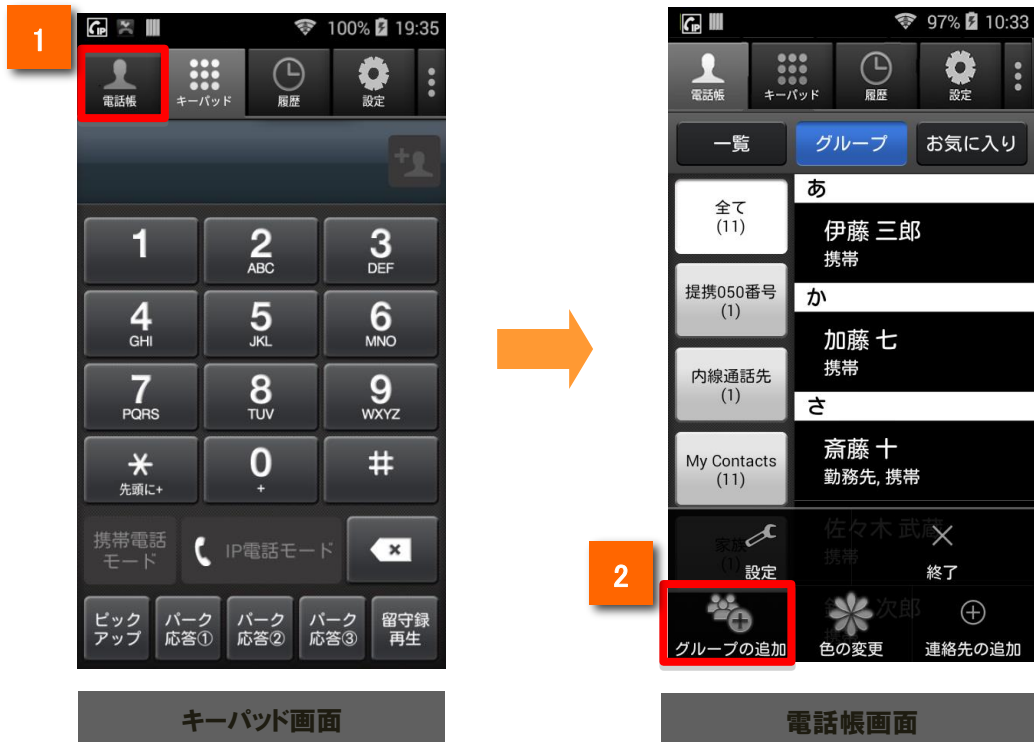 1
100% 19:35
電話帳
キーパッド
履歴
設定
1
2
ABC
3
DEF
4
GHI
5
JKL
6
MNO
7
PQRS
8
TUV
9
WXYZ
先頭に+
0
+
#
携帯電話
モード
IP電話モード
ピック
アップ
パーク
応答①
パーク
応答②
パーク
応答③
留守録
再生
キーパッド画面
97% 10:33
電話帳
キーパッド
履歴
設定
一覧
グループ
お気に入り
全て
(11)
提携050番号
(1)
内線通話先
(1)
My Contacts
(11)
家族
(1)
あ
伊藤 三郎
携帯
か
加藤 七
携帯
さ
斎藤 十
勤務先, 携帯
佐々木 武蔵
携帯
次郎
設定
終了
2
グループの追加
色の変更
連絡先の追加
電話帳画面